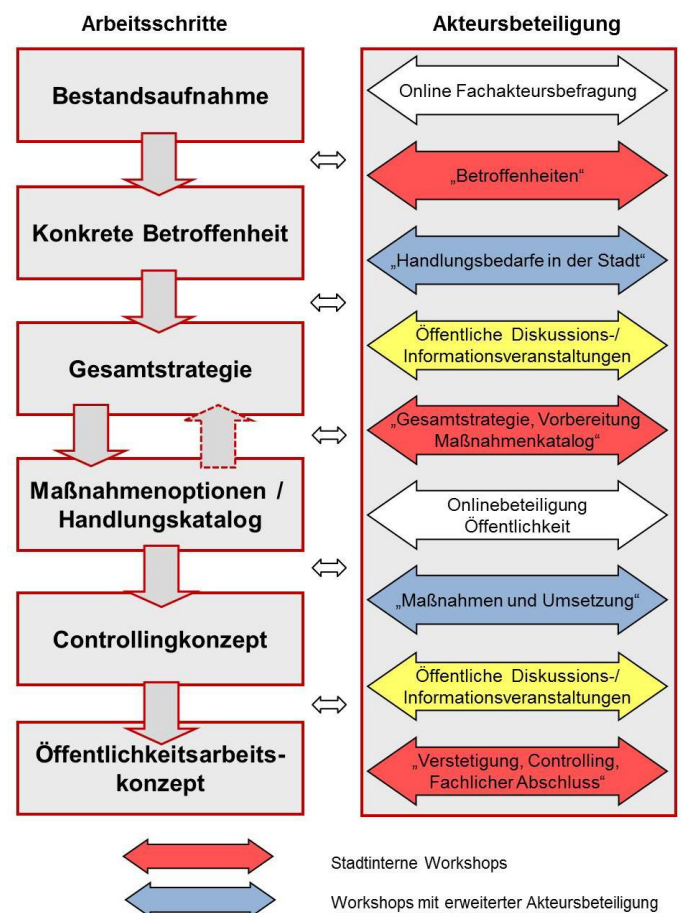 Arbeitsschritte
Bestandsaufnahme
Konkrete Betroffenheit
Gesamtstrategie
Maßnahmenoptionen /
Handlungskatalog
Controllingkonzept
Öffentlichkeitsarbeits-
konzept
Akteursbeteiligung
Online Fachakteursbefragung
„Betroffenheiten“
„Handlungsbedarfe in der Stadt“
Öffentliche Diskussions-/
Informationsveranstaltungen
„Gesamtstrategie, Vorbereitung
Maßnahmenkatalog“
Onlinebeteiligung
Öffentlichkeit
„Maßnahmen und Umsetzung“
Öffentliche Diskussions-/
Informationsveranstaltungen
„Verstetigung, Controlling,
Fachlicher Abschluss“
Stadtinterne Workshops
Workshops mit erweiterter Akteursbeteiligung